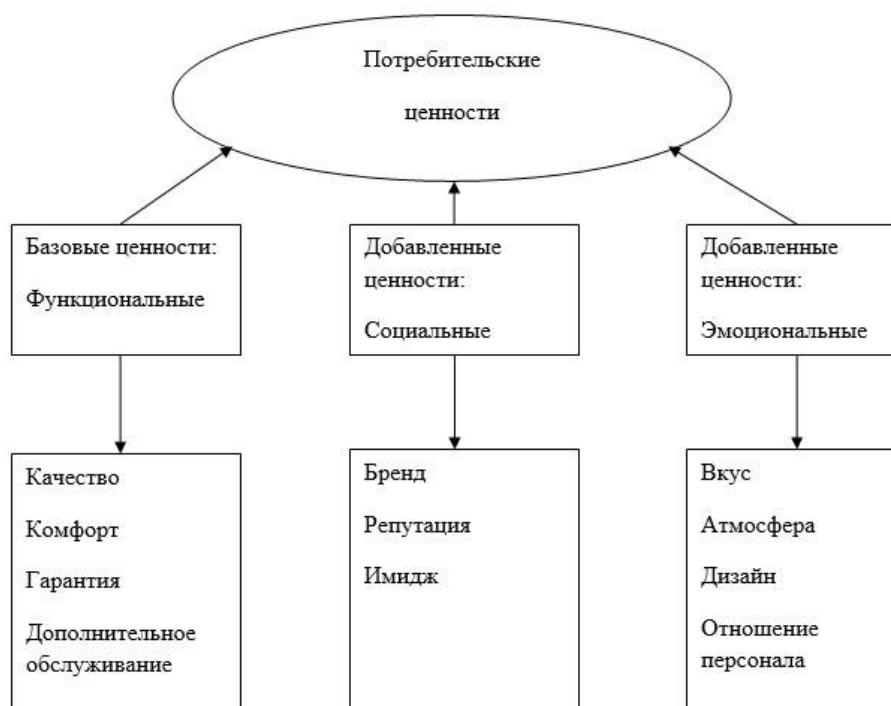 Потребительские
ценности
Базовые ценности:
Функциональные
Добавленные
ценности:
Социальные
Добавленные
ценности:
Эмоциональные
Качество
Комфорт
Гарантия
Дополнительное
обслуживание
Бренд
Репутация
Имидж
Вкус
Атмосфера
Дизайн
Отношение
персонала